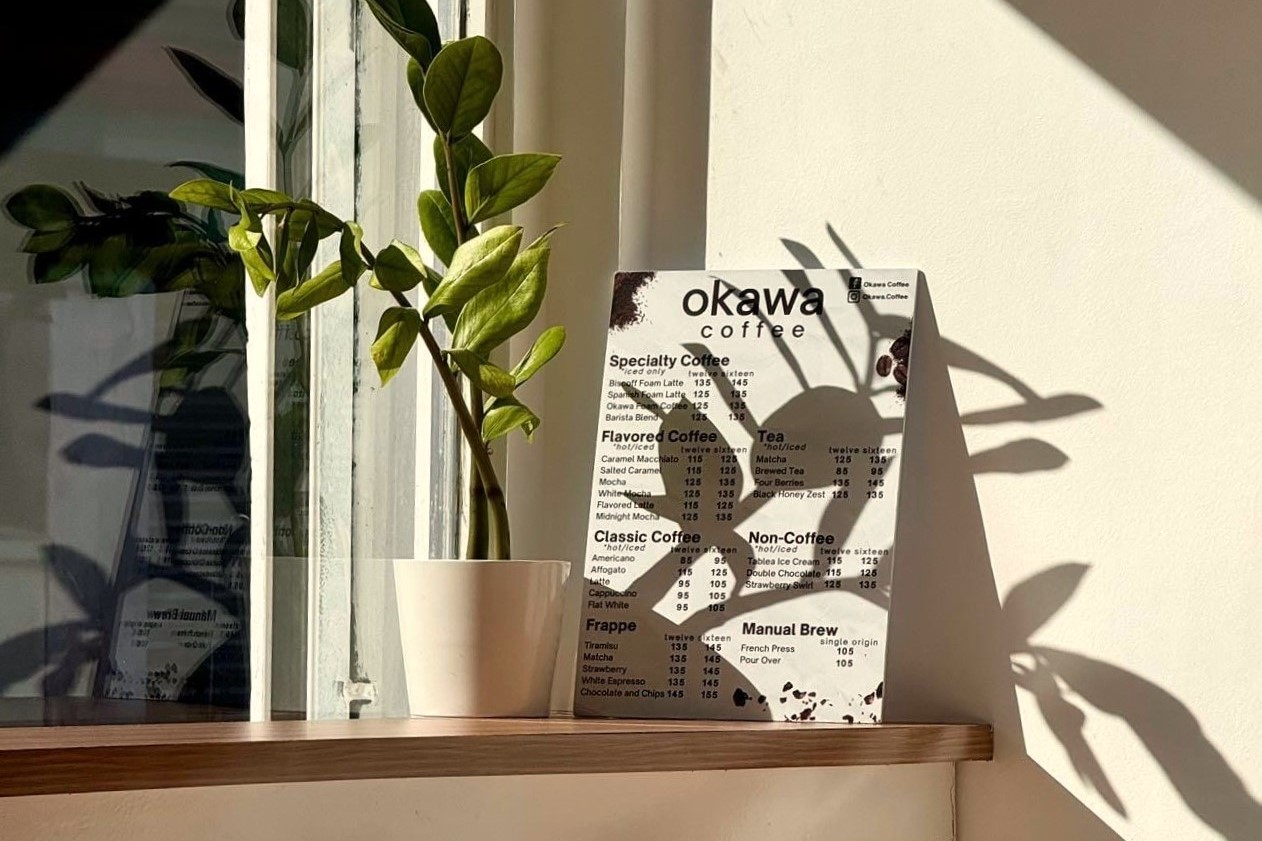 okawa
coffee
Okawa Coffee
Okawa.Coffee
Specialty Coffee
*iced only twelve sixteen
Biscoff Foam Latte 135 145
Spanish Foam Latte 125 135
Okawa Foam Coffee 125 135
Barista Blend 125 135
Flavored Coffee
*hot/iced twelve sixteen
Caramel Macchiato 115 125
Salted Caramel 115 125
Mocha 125 135
White Mocha 125 135
Flavored Latte 115 125
Midnight Mocha 125 135
Tea
*hot/iced twelve sixteen
Matcha 125 135
Brewed Tea 85 95
Four Berries 135 145
Black Honey Zest 125 135
Classic Coffee
*hot/iced twelve sixteen
Americano 85 95
Affogato 115 125
Latte 95 105
Cappuccino 95 105
Flat White 95 105
Non-Coffee
*hot/iced twelve sixteen
Tablea Ice Cream 115 125
Double Chocolate 115 125
Strawberry Swirl 125 135
Frappe
twelve sixteen
Tiramisu 135 145
Matcha 135 145
Strawberry 135 145
White Espresso 135 145
Chocolate and Chips 145 155
Manual Brew
single origin
French Press 105
Pour Over 105